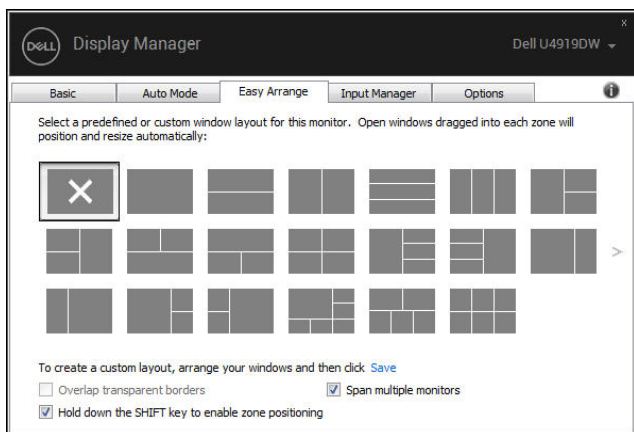 x
DELL Display Manager Dell U4919DW
Basic Auto Mode Easy Arrange Input Manager Options
Select a predefined or custom window layout for this monitor. Open windows dragged into each zone will
position and resize automatically:
>
To create a custom layout, arrange your windows and then click Save
Overlap transparent borders Span multiple monitors
Hold down the SHIFT key to enable zone positioning